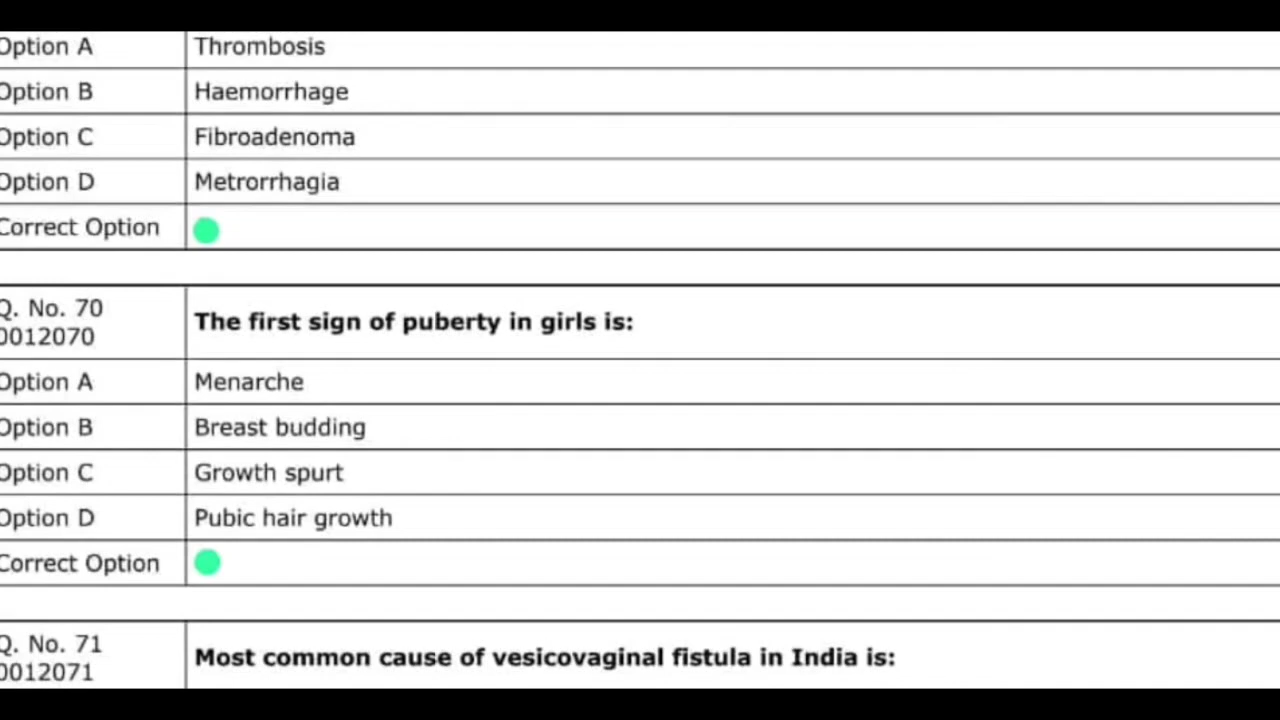 Option A Thrombosis
Option B Haemorrhage
Option C Fibroadenoma
Option D Metrorrhagia
Correct Option
Q. No. 70
0012070
The first sign of puberty in girls is:
Option A Menarche
Option B Breast budding
Option C Growth spurt
Option D Pubic hair growth
Correct Option
Q. No. 71
0012071
Most common cause of vesicovaginal fistula in India is: